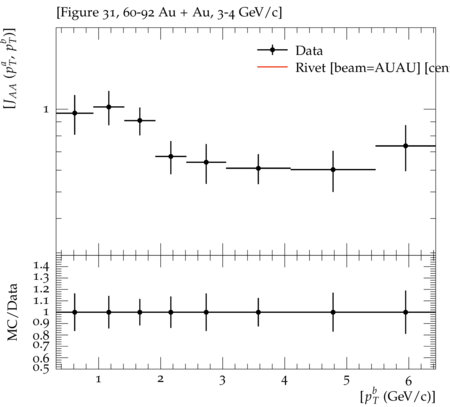 [Figure 31, 60-92 Au + Au, 3-4 GeV/c]
[J_AA (p_T^a, p_T^b)]
Data
Rivet [beam=AUAU] [cen
1
MC/Data
1.4
1.3
1.2
1.1
1
0.9
0.8
0.7
0.6
0.5
1 2 3 4 5 6
[p_T^b (GeV/c)]